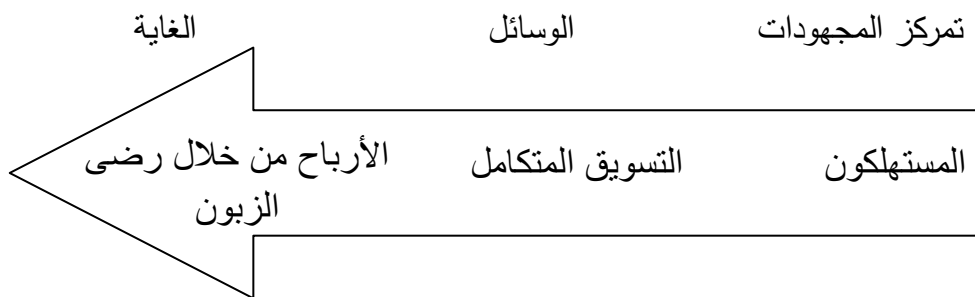 تمركز المجهودات الوسائل الغاية
المستهلكون التسويق المتكامل الأرباح من خلال رضى
الزبون